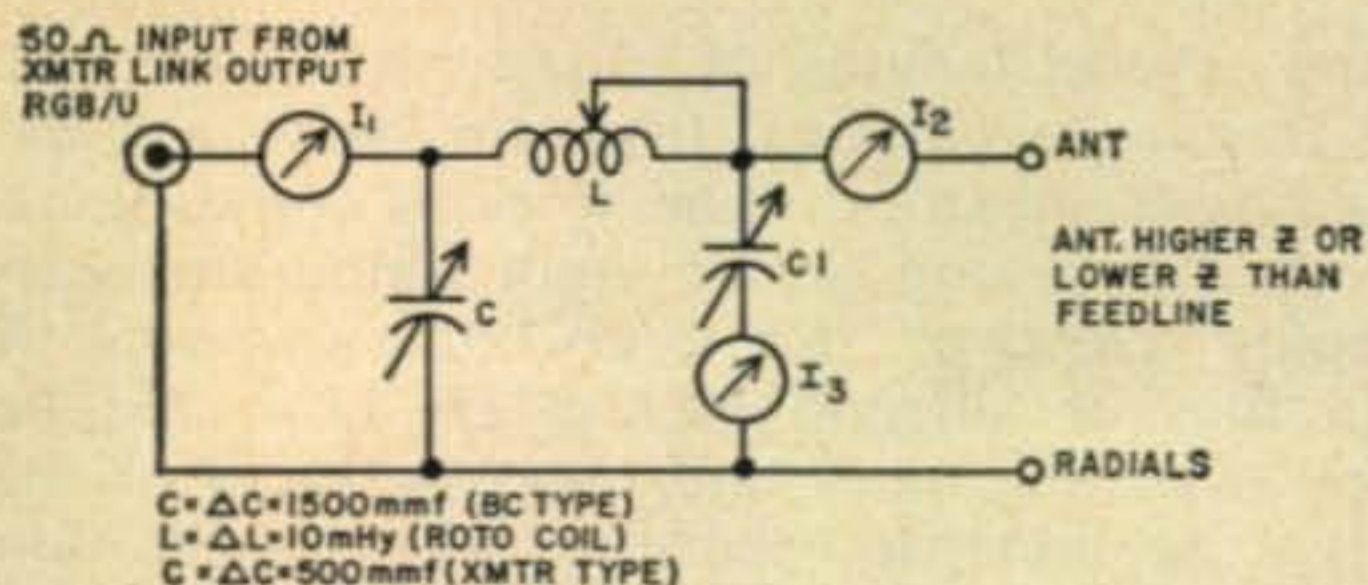 50Ω INPUT FROM
XMTR LINK OUTPUT
RG8/U
I1
L
I2
ANT
C
C1
I3
ANT. HIGHER Z OR
LOWER Z THAN
FEEDLINE
RADIALS
C=ΔC=1500mmf (BC TYPE)
L=ΔL=10mHy (ROTO COIL)
C=ΔC=500mmf (XMTR TYPE)